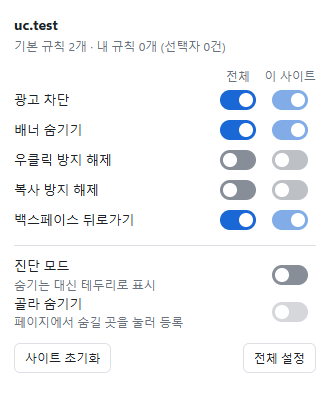 uc.test
기본 규칙 2개 · 내 규칙 0개 (선택자 0건)
전체 이 사이트
광고 차단
배너 숨기기
우클릭 방지 해제
복사 방지 해제
백스페이스 뒤로가기
진단 모드
숨기는 대신 테두리로 표시
골라 숨기기
페이지에서 숨길 곳을 눌러 등록
사이트 초기화 전체 설정